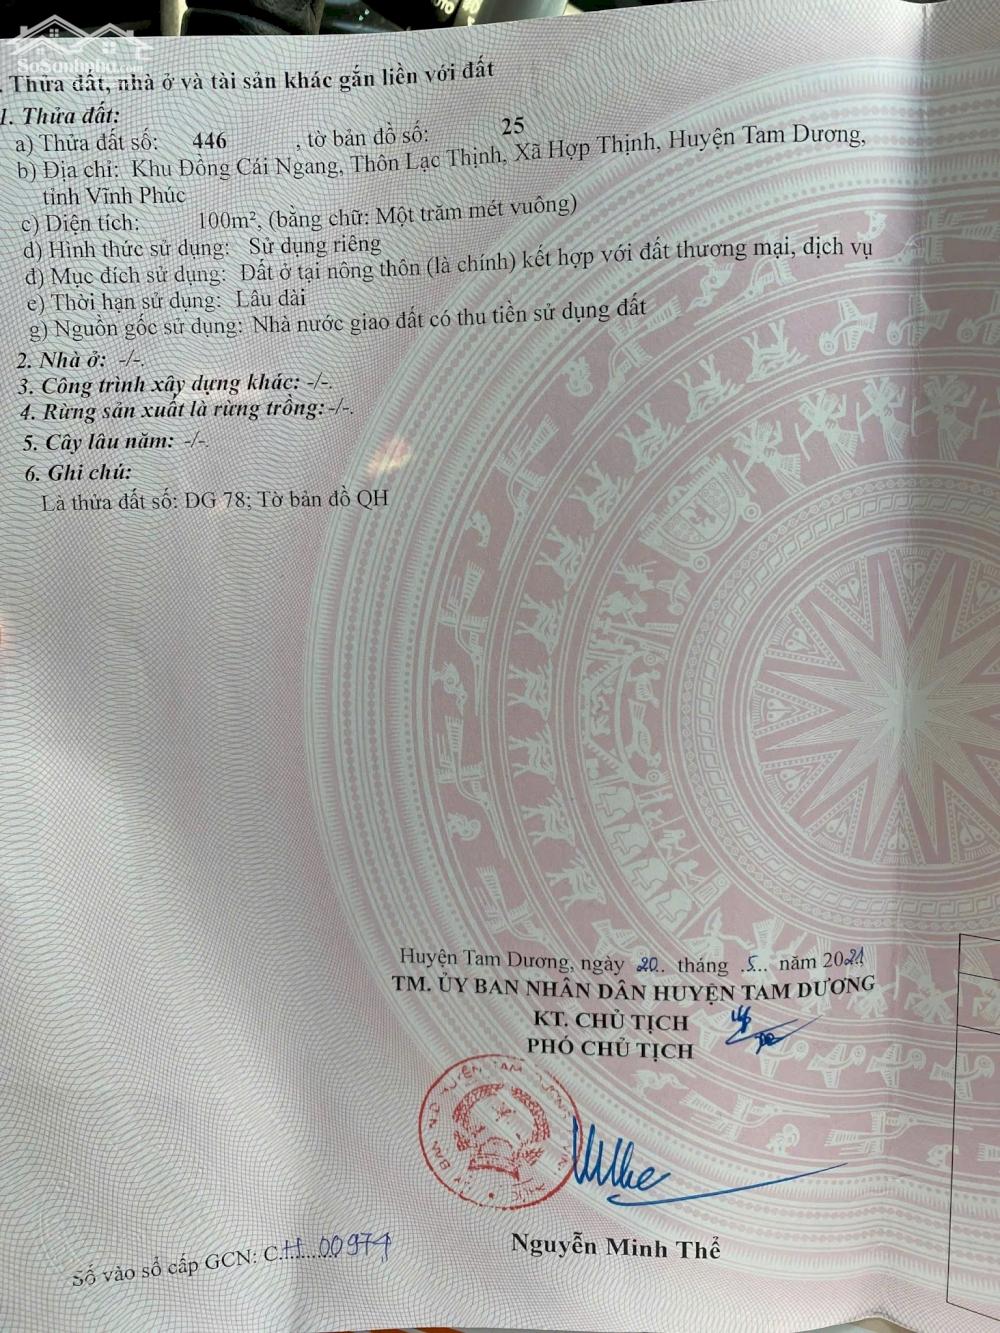 SoSanhnha.com
. Thửa đất, nhà ở và tài sản khác gắn liền với đất
1. Thửa đất:
a) Thửa đất số: 446 , tờ bản đồ số: 25
b) Địa chỉ: Khu Đồng Cái Ngang, Thôn Lạc Thịnh, Xã Hợp Thịnh, Huyện Tam Dương,
tỉnh Vĩnh Phúc
c) Diện tích: 100m², (bằng chữ: Một trăm mét vuông)
d) Hình thức sử dụng: Sử dụng riêng
đ) Mục đích sử dụng: Đất ở tại nông thôn (là chính) kết hợp với đất thương mại, dịch vụ
e) Thời hạn sử dụng: Lâu dài
g) Nguồn gốc sử dụng: Nhà nước giao đất có thu tiền sử dụng đất
2. Nhà ở: -/-.
3. Công trình xây dựng khác: -/-.
4. Rừng sản xuất là rừng trồng: -/-.
5. Cây lâu năm: -/-.
6. Ghi chú:
Là thửa đất số: DG 78; Tờ bản đồ QH
Huyện Tam Dương, ngày 20.. tháng .5... năm 2021
TM. ỦY BAN NHÂN DÂN HUYỆN TAM DƯƠNG
KT. CHỦ TỊCH
PHÓ CHỦ TỊCH
Nguyễn Minh Thể
Số vào sổ cấp GCN: C.H......00974